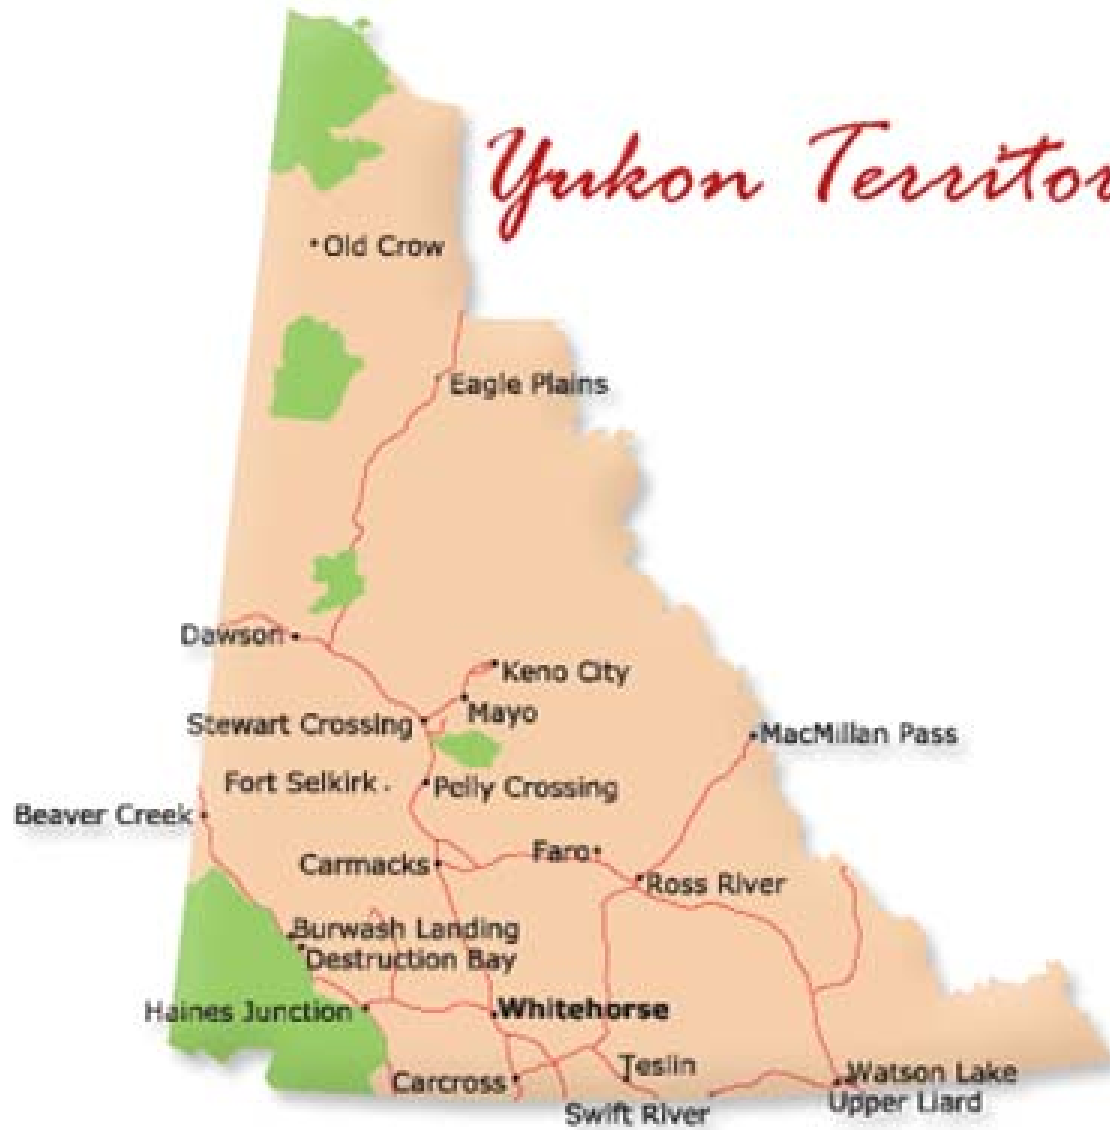 Yukon Territor
Old Crow
Eagle Plains
Dawson
Keno City
Mayo
Stewart Crossing
MacMillan Pass
Fort Selkirk
Pelly Crossing
Beaver Creek
Faro
Carmacks
Ross River
Burwash Landing
Destruction Bay
Haines Junction
Whitehorse
Teslin
Watson Lake
Carcross
Upper Liard
Swift River